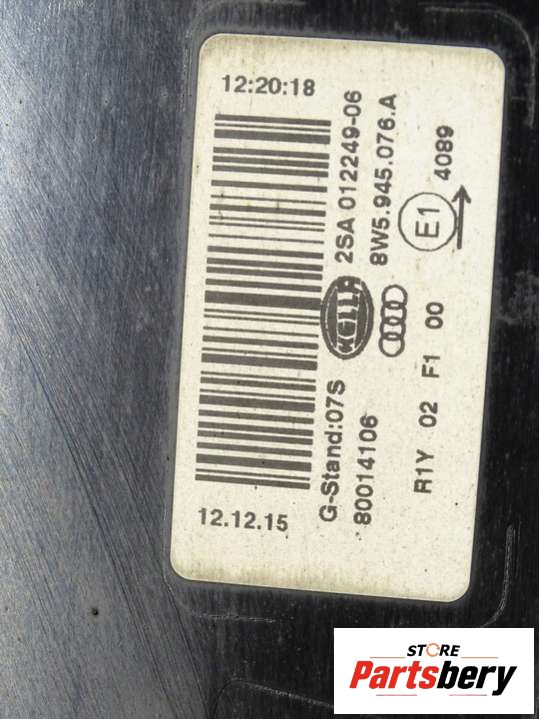 12:20:18
2SA 012249-06
8W5.945.076.A
E1
4089
HELLA
G-Stand:07S
80014106
R1Y 02 F1 00
12.12.15
STORE
Partsbery